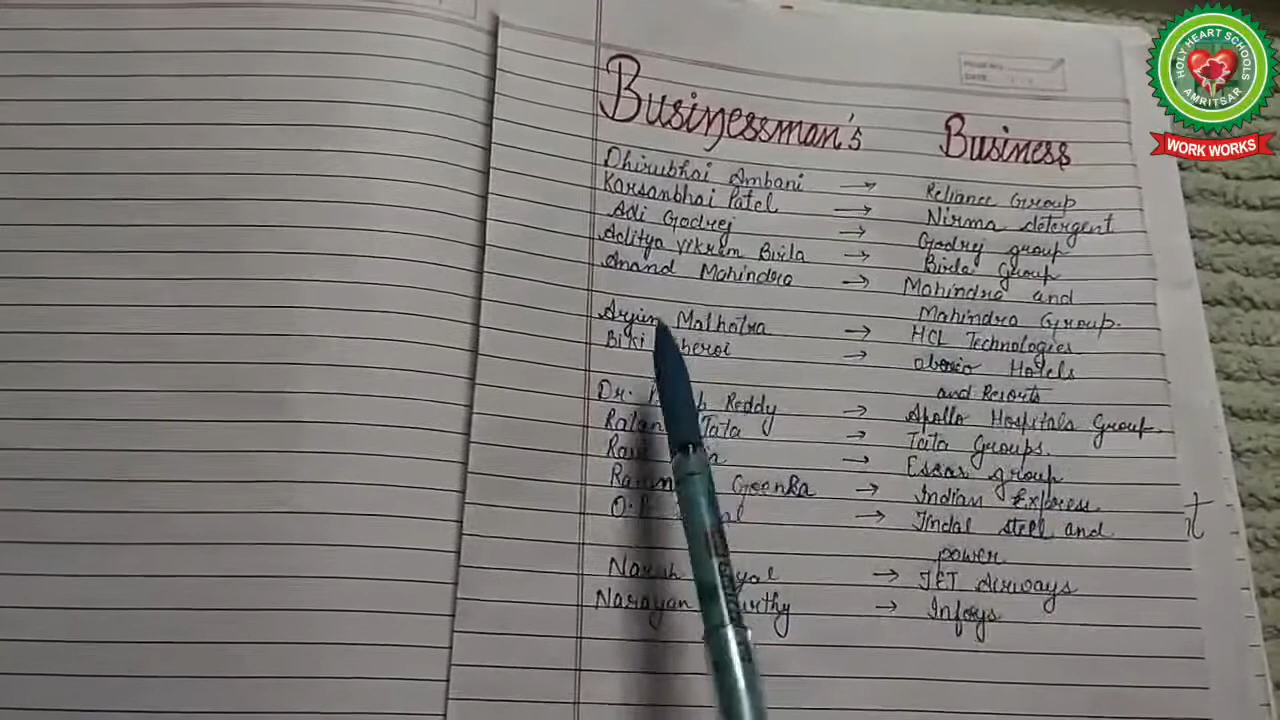 HOLY HEART SCHOOLS
AMRITSAR
WORK WORKS
DATE
Businessman's Business
Dhirubhai Ambani → Reliance Group
Karsanbhai Patel → Nirma detergent
Adi Godrej → Godrej group
Aditya Vikram Birla → Birla group
Anand Mahindra → Mahindra and
Mahindra Group.
Arjun Malhotra → HCL Technologies
Biki → Hotels
and Resorts
Dr. Reddy → Apollo Hospitals Group.
Ratan Tata → Tata Groups.
→ Essar group
Goenka → Indian Express
O.P → Jindal steel and
power
→ JET Airways
Narayan → Infosys